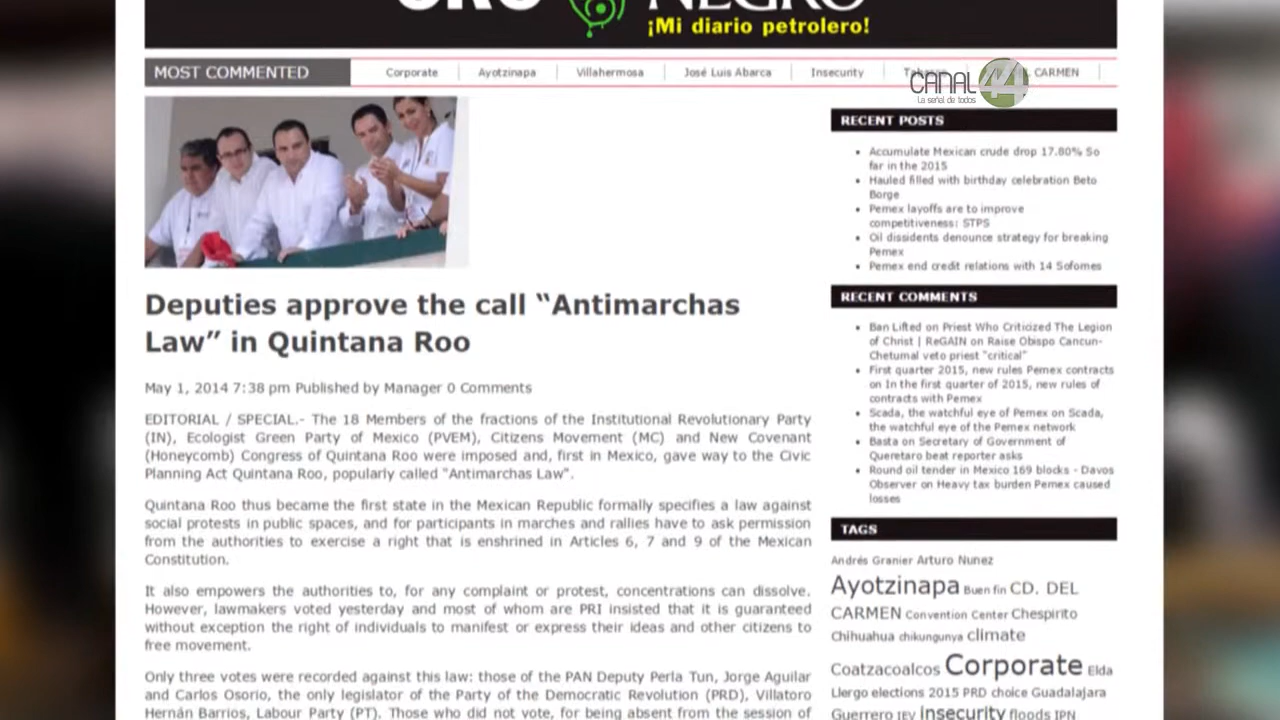 ORO NEGRO
¡Mi diario petrolero!
MOST COMMENTED
Corporate
Ayotzinapa
Villahermosa
José Luis Abarca
Insecurity
CARMEN
CANAL 44
La señal de todos
Deputies approve the call “Antimarchas
Law” in Quintana Roo
May 1, 2014 7:38 pm Published by Manager 0 Comments
EDITORIAL / SPECIAL.- The 18 Members of the fractions of the Institutional Revolutionary Party
(IN), Ecologist Green Party of Mexico (PVEM), Citizens Movement (MC) and New Covenant
(Honeycomb) Congress of Quintana Roo were imposed and, first in Mexico, gave way to the Civic
Planning Act Quintana Roo, popularly called "Antimarchas Law".
Quintana Roo thus became the first state in the Mexican Republic formally specifies a law against
social protests in public spaces, and for participants in marches and rallies have to ask permission
from the authorities to exercise a right that is enshrined in Articles 6, 7 and 9 of the Mexican
Constitution.
It also empowers the authorities to, for any complaint or protest, concentrations can dissolve.
However, lawmakers voted yesterday and most of whom are PRI insisted that it is guaranteed
without exception the right of individuals to manifest or express their ideas and other citizens to
free movement.
Only three votes were recorded against this law: those of the PAN Deputy Perla Tun, Jorge Aguilar
and Carlos Osorio, the only legislator of the Party of the Democratic Revolution (PRD), Villatoro
Hernán Barrios, Labour Party (PT). Those who did not vote, for being absent from the session of
RECENT POSTS
Accumulate Mexican crude drop 17.80% So
far in the 2015
Hauled filled with birthday celebration Beto
Borge
Pemex layoffs are to improve
competitiveness: STPS
Oil dissidents denounce strategy for breaking
Pemex
Pemex end credit relations with 14 Sofomes
RECENT COMMENTS
Ban Lifted on Priest Who Criticized The Legion
of Christ | ReGAIN on Raise Obispo Cancun-
Chetumal veto priest "critical"
First quarter 2015, new rules Pemex contracts
on In the first quarter of 2015, new rules of
contracts with Pemex
Scada, the watchful eye of Pemex on Scada,
the watchful eye of the Pemex network
Basta on Secretary of Government of
Queretaro beat reporter asks
Round oil tender in Mexico 169 blocks - Davos
Observer on Heavy tax burden Pemex caused
losses
TAGS
Andrés Granier Arturo Nunez
Ayotzinapa Buen fin CD. DEL
CARMEN Convention Center Chespirito
Chihuahua chikungunya climate
Coatzacoalcos Corporate Elda
Llergo elections 2015 PRD choice Guadalajara
Guerrero IEV Insecurity floods IPN